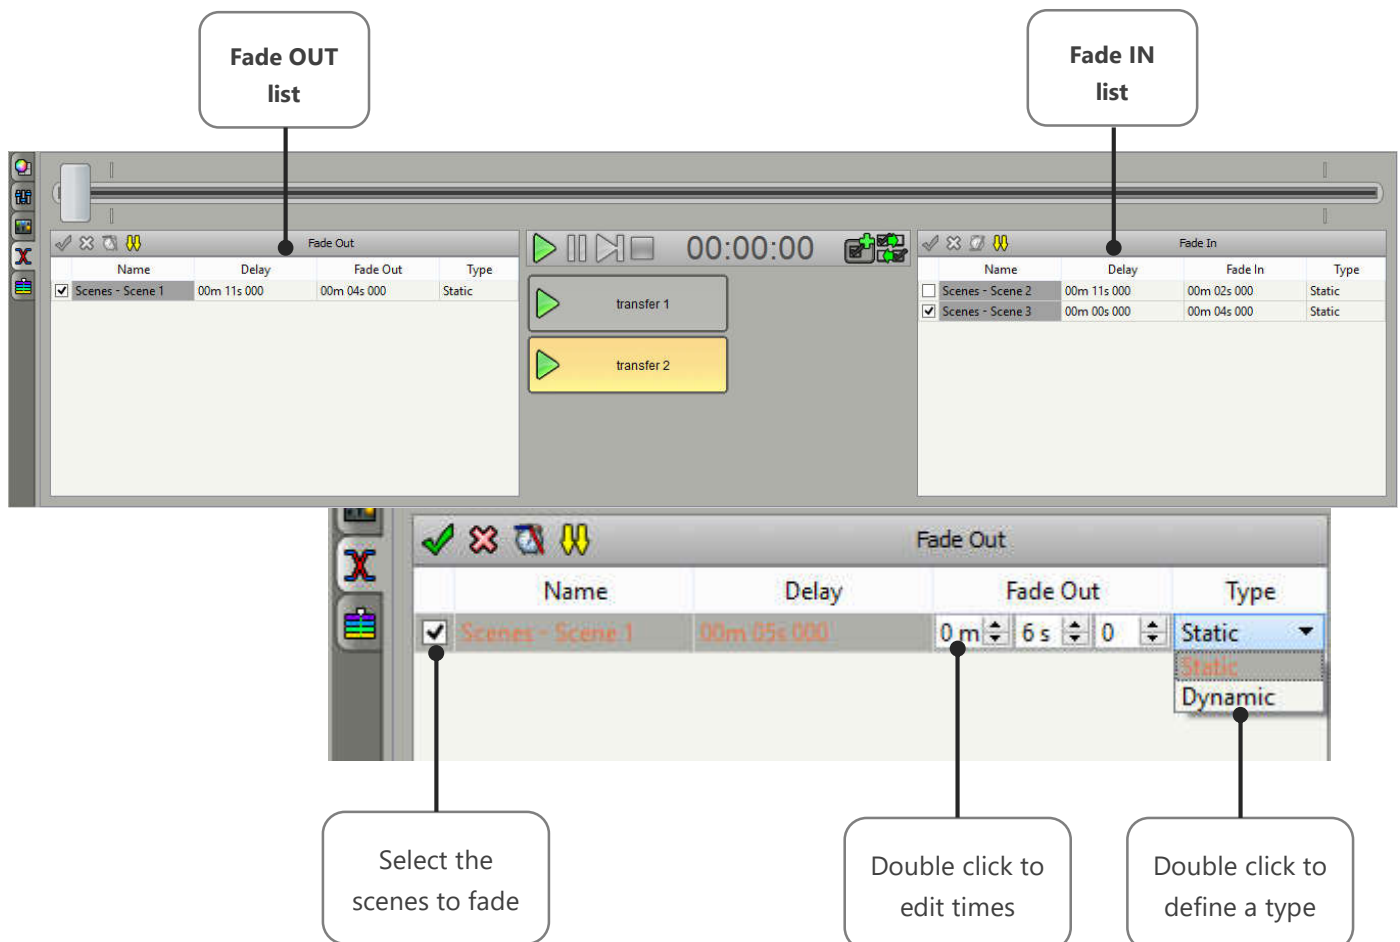 Fade OUT
list
Fade IN
list
Fade Out
00:00:00
Fade In
Name Delay Fade Out Type
Scenes - Scene 1 00m 11s 000 00m 04s 000 Static
transfer 1
transfer 2
Name Delay Fade In Type
Scenes - Scene 2 00m 11s 000 00m 02s 000 Static
Scenes - Scene 3 00m 00s 000 00m 04s 000 Static
Fade Out
Name Delay Fade Out Type
Scenes - Scene 1 00m 05s 000 0 m 6 s 0 Static
Static
Dynamic
Select the
scenes to fade
Double click to
edit times
Double click to
define a type